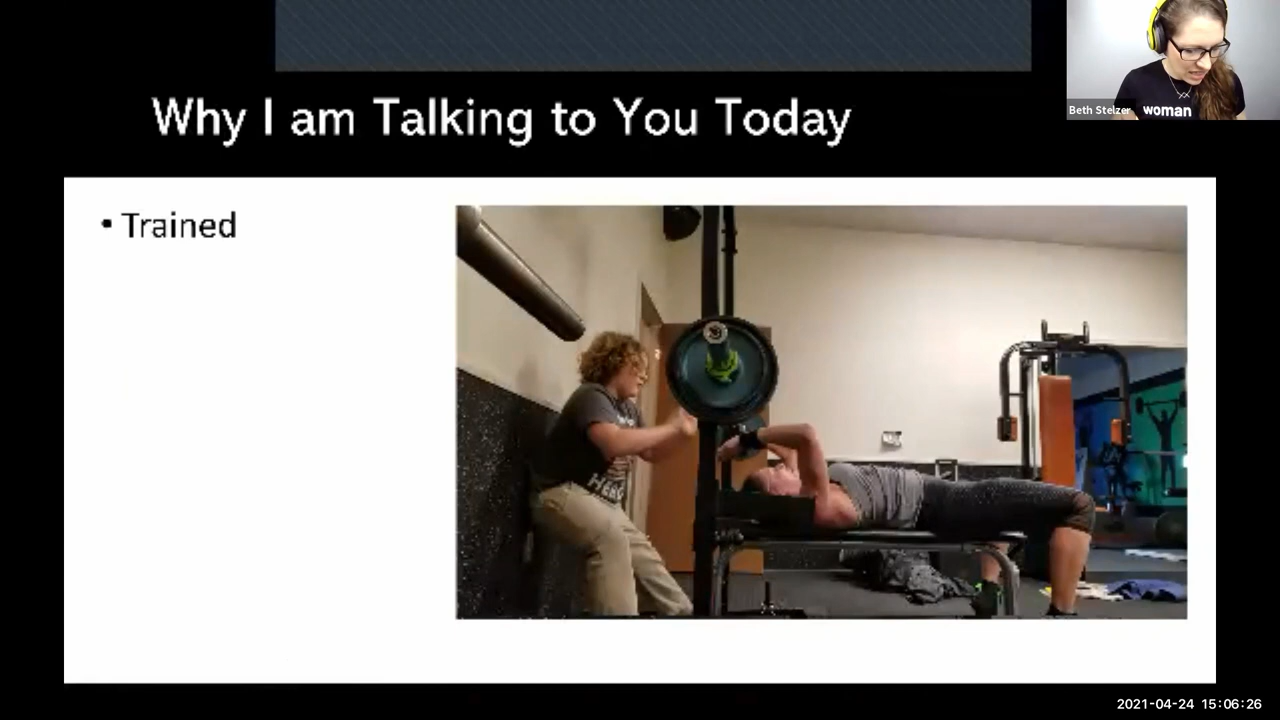 Why I am Talking to You Today
Beth Stelzer
woman
• Trained
2021-04-24 15:06:26